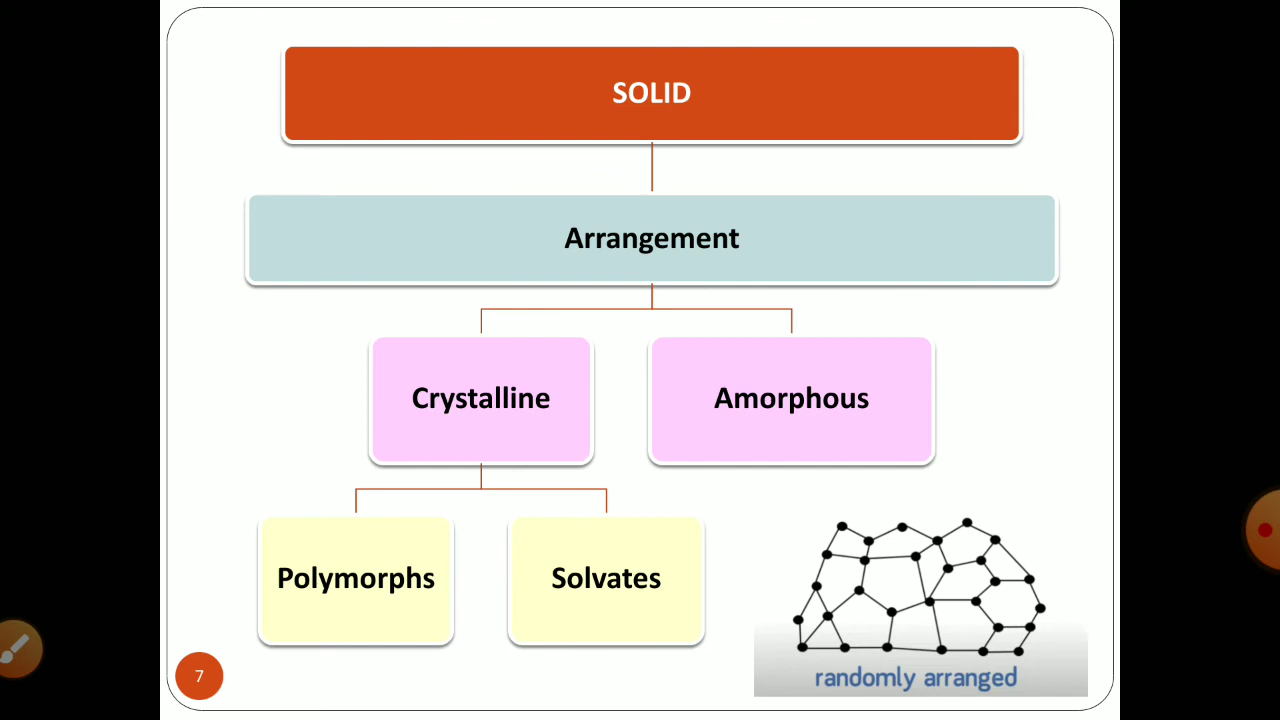 SOLID
Arrangement
Crystalline
Amorphous
Polymorphs
Solvates
randomly arranged
7